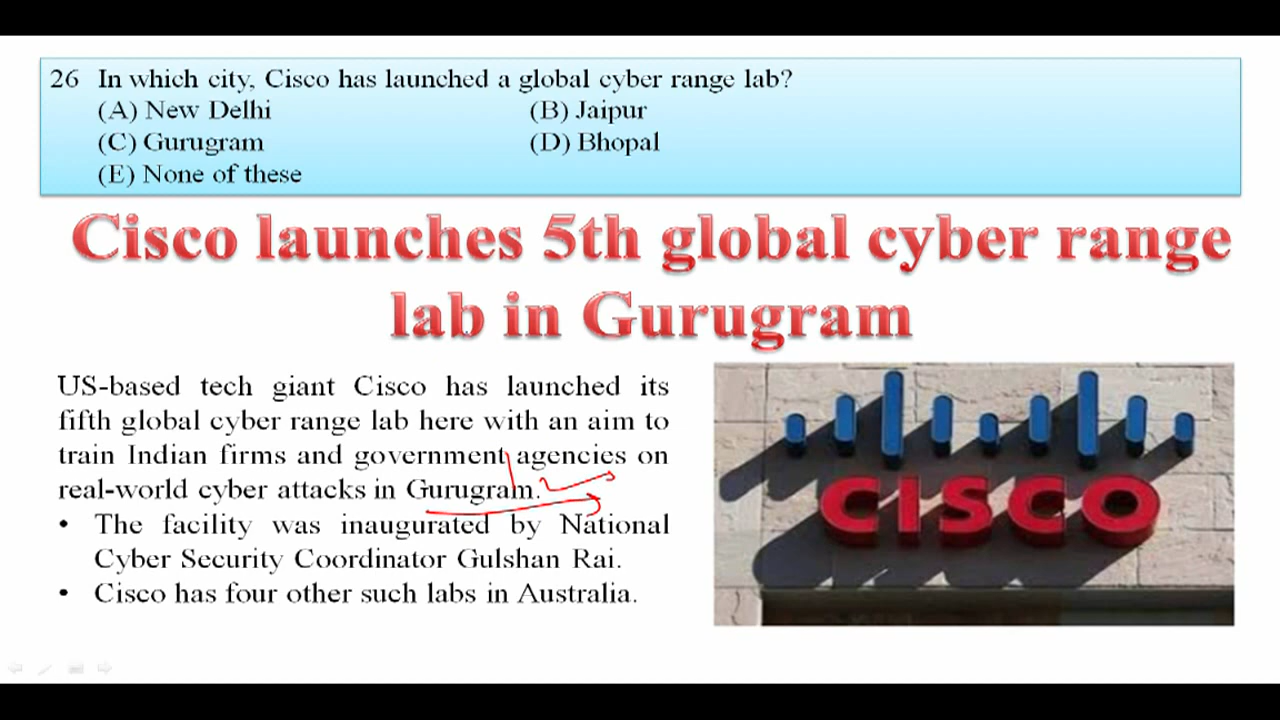 26 In which city, Cisco has launched a global cyber range lab?
(A) New Delhi (B) Jaipur
(C) Gurugram (D) Bhopal
(E) None of these
Cisco launches 5th global cyber range
lab in Gurugram
US-based tech giant Cisco has launched its
fifth global cyber range lab here with an aim to
train Indian firms and government agencies on
real-world cyber attacks in Gurugram.
• The facility was inaugurated by National
Cyber Security Coordinator Gulshan Rai.
• Cisco has four other such labs in Australia.
CISCO